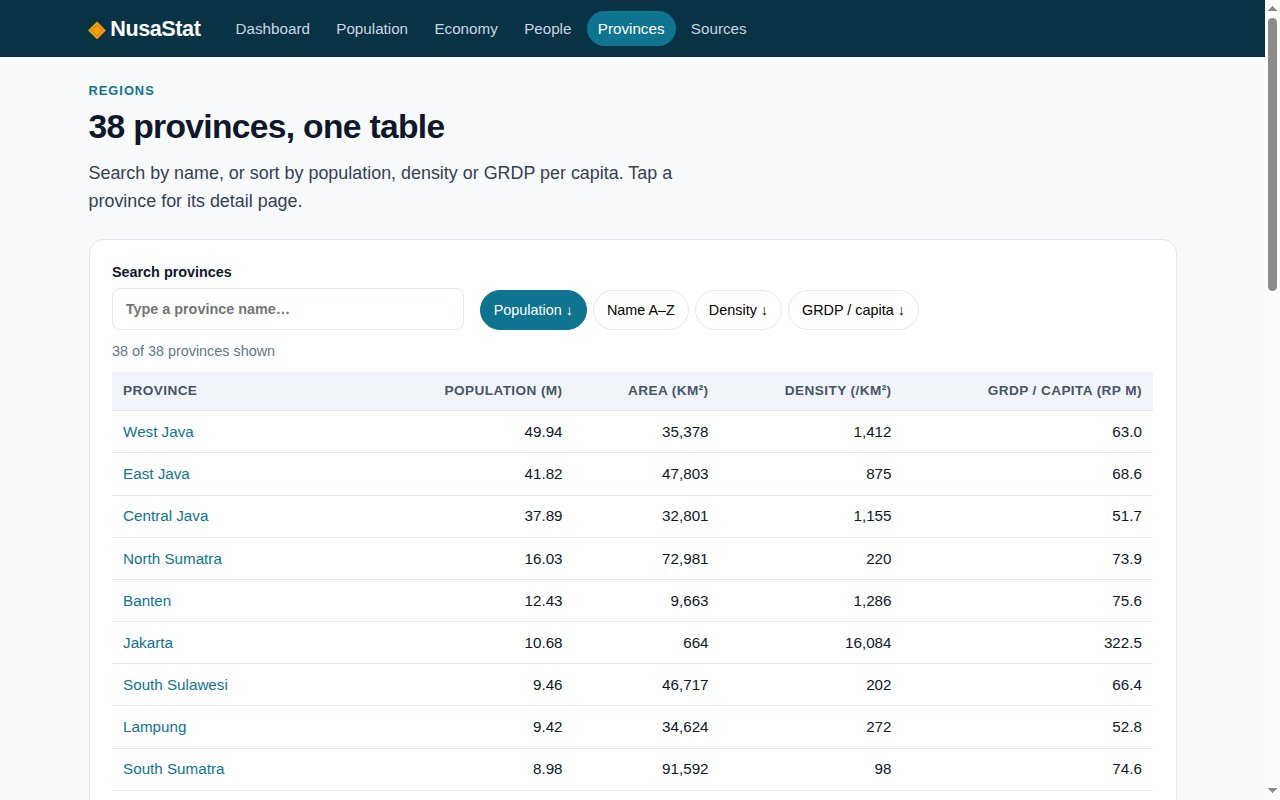 ◆ NusaStat Dashboard Population Economy People Provinces Sources
REGIONS
38 provinces, one table
Search by name, or sort by population, density or GRDP per capita. Tap a
province for its detail page.
Search provinces
Type a province name… Population ↓ Name A–Z Density ↓ GRDP / capita ↓
38 of 38 provinces shown
PROVINCE POPULATION (M) AREA (KM²) DENSITY (/KM²) GRDP / CAPITA (RP M)
West Java 49.94 35,378 1,412 63.0
East Java 41.82 47,803 875 68.6
Central Java 37.89 32,801 1,155 51.7
North Sumatra 16.03 72,981 220 73.9
Banten 12.43 9,663 1,286 75.6
Jakarta 10.68 664 16,084 322.5
South Sulawesi 9.46 46,717 202 66.4
Lampung 9.42 34,624 272 52.8
South Sumatra 8.98 91,592 98 74.6